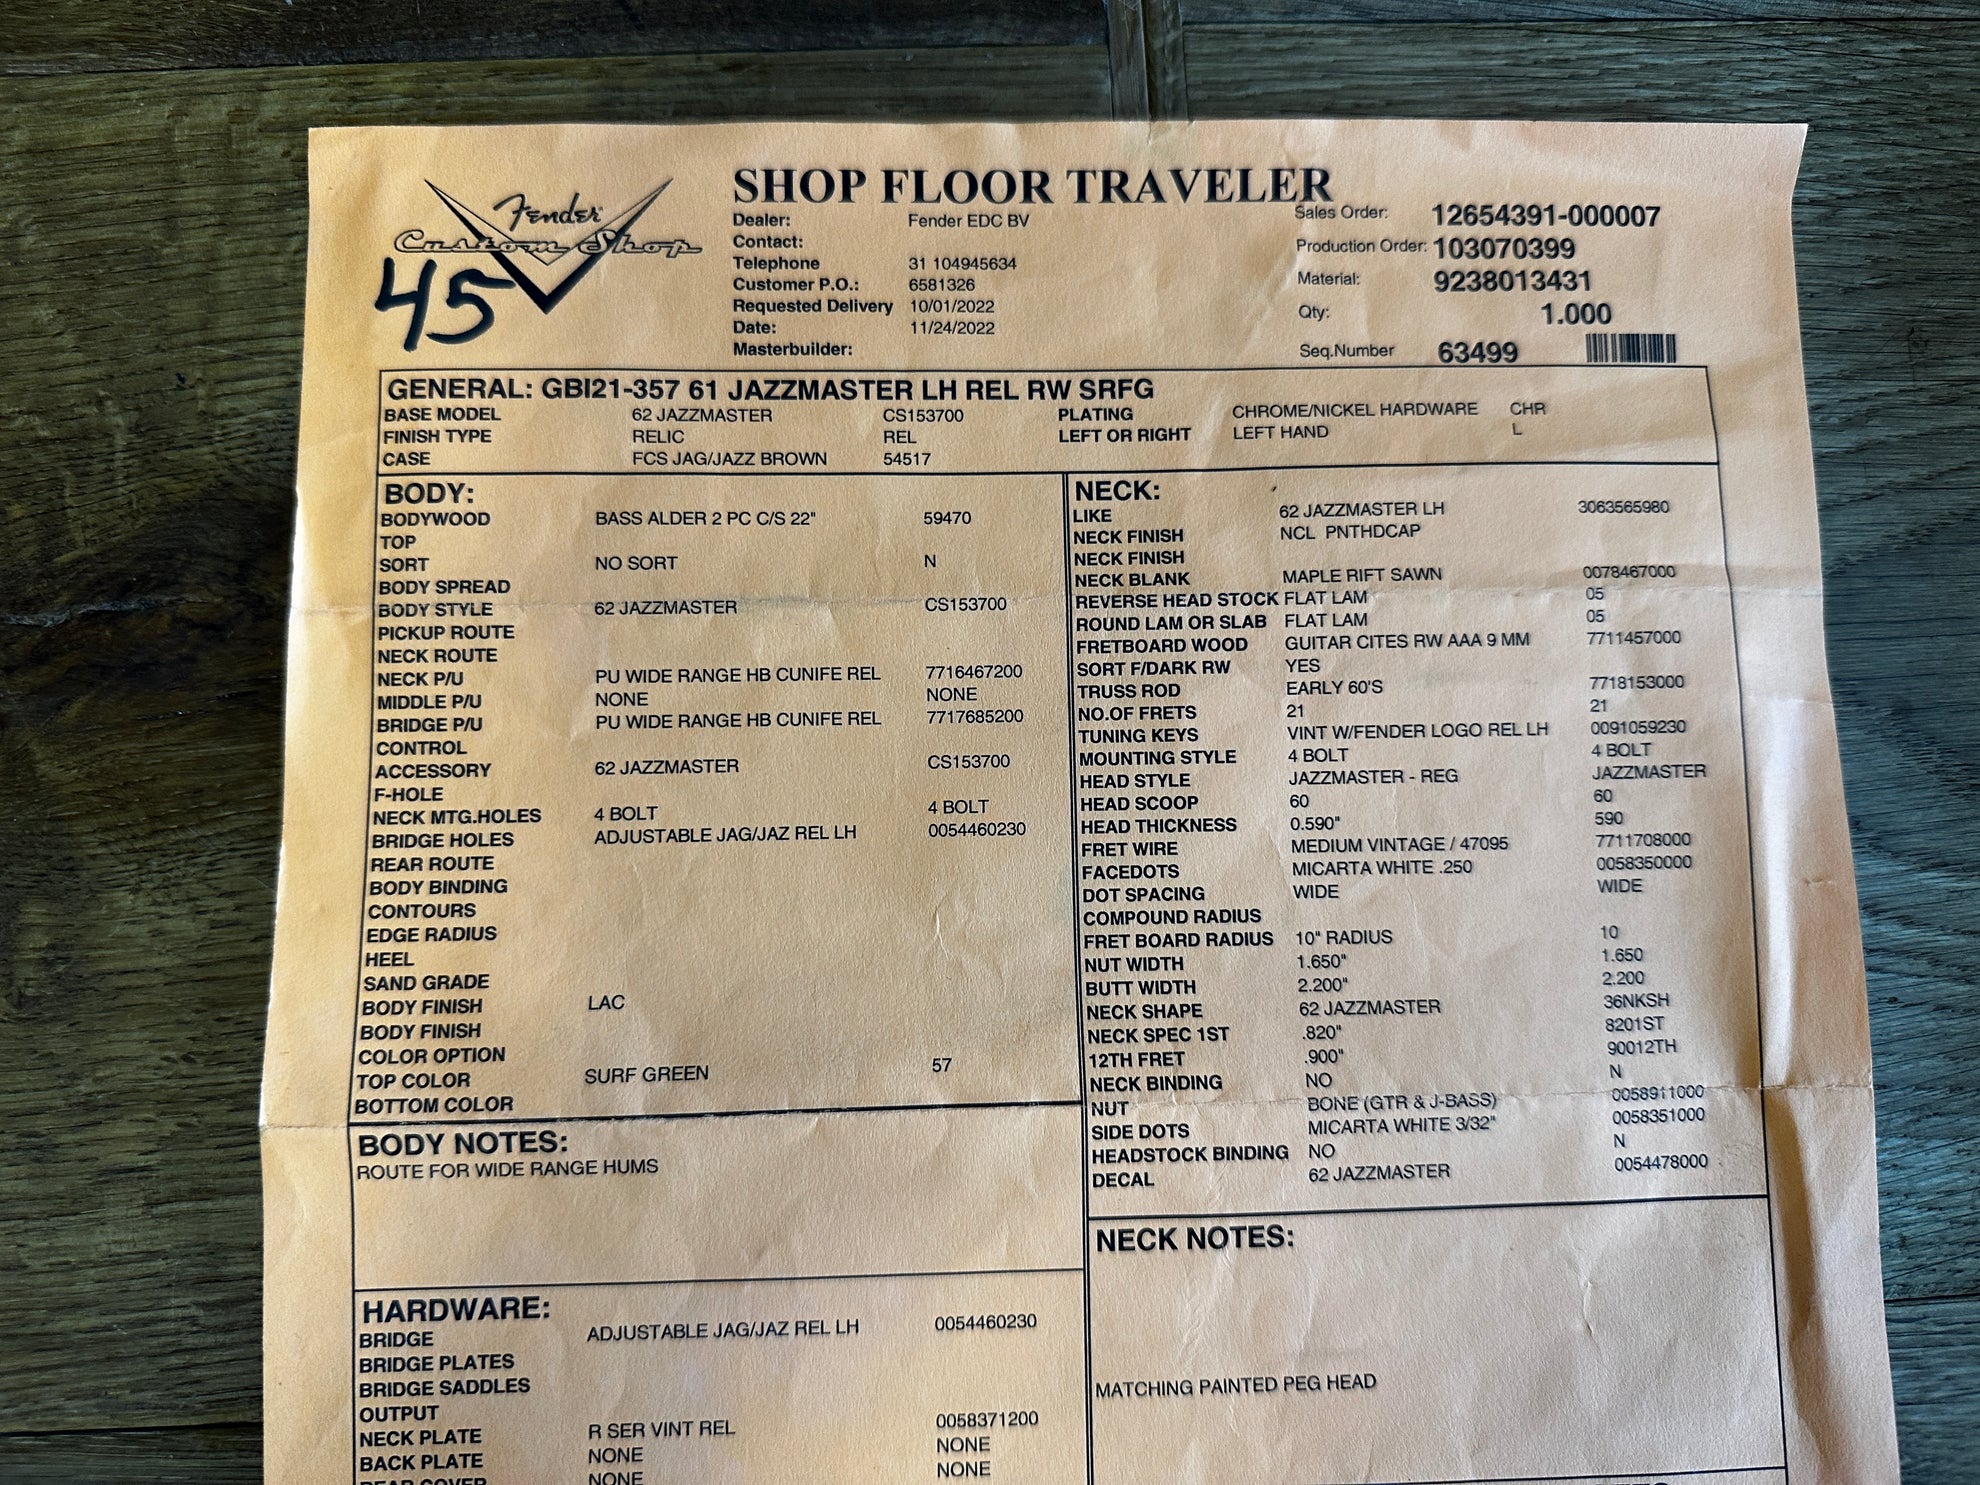 Fender
Custom Shop
45
SHOP FLOOR TRAVELER
Dealer: Fender EDC BV
Contact:
Telephone 31 104945634
Customer P.O.: 6581326
Requested Delivery 10/01/2022
Date: 11/24/2022
Masterbuilder:
Sales Order: 12654391-000007
Production Order: 103070399
Material: 9238013431
Qty: 1.000
Seq.Number 63499
GENERAL: GBI21-357 61 JAZZMASTER LH REL RW SRFG
BASE MODEL 62 JAZZMASTER CS153700 PLATING CHROME/NICKEL HARDWARE CHR
FINISH TYPE RELIC REL LEFT OR RIGHT LEFT HAND L
CASE FCS JAG/JAZZ BROWN 54517
BODY:
BODYWOOD BASS ALDER 2 PC C/S 22" 59470
TOP
SORT NO SORT N
BODY SPREAD
BODY STYLE 62 JAZZMASTER CS153700
PICKUP ROUTE
NECK ROUTE
NECK P/U PU WIDE RANGE HB CUNIFE REL 7716467200
MIDDLE P/U NONE NONE
BRIDGE P/U PU WIDE RANGE HB CUNIFE REL 7717685200
CONTROL
ACCESSORY 62 JAZZMASTER CS153700
F-HOLE
NECK MTG.HOLES 4 BOLT 4 BOLT
BRIDGE HOLES ADJUSTABLE JAG/JAZ REL LH 0054460230
REAR ROUTE
BODY BINDING
CONTOURS
EDGE RADIUS
HEEL
SAND GRADE
BODY FINISH LAC
BODY FINISH
COLOR OPTION
TOP COLOR SURF GREEN 57
BOTTOM COLOR
BODY NOTES:
ROUTE FOR WIDE RANGE HUMS
HARDWARE:
BRIDGE ADJUSTABLE JAG/JAZ REL LH 0054460230
BRIDGE PLATES
BRIDGE SADDLES
OUTPUT
NECK PLATE R SER VINT REL 0058371200
BACK PLATE NONE NONE
REAR COVER NONE NONE
NECK:
LIKE 62 JAZZMASTER LH 3063565980
NECK FINISH NCL PNTHDCAP
NECK FINISH
NECK BLANK MAPLE RIFT SAWN 0078467000
REVERSE HEAD STOCK FLAT LAM 05
ROUND LAM OR SLAB FLAT LAM 05
FRETBOARD WOOD GUITAR CITES RW AAA 9 MM 7711457000
SORT F/DARK RW YES
TRUSS ROD EARLY 60'S 7718153000
NO.OF FRETS 21 21
TUNING KEYS VINT W/FENDER LOGO REL LH 0091059230
MOUNTING STYLE 4 BOLT 4 BOLT
HEAD STYLE JAZZMASTER - REG JAZZMASTER
HEAD SCOOP 60 60
HEAD THICKNESS 0.590" 590
FRET WIRE MEDIUM VINTAGE / 47095 7711708000
FACEDOTS MICARTA WHITE .250 0058350000
DOT SPACING WIDE WIDE
COMPOUND RADIUS
FRET BOARD RADIUS 10" RADIUS 10
NUT WIDTH 1.650" 1.650
BUTT WIDTH 2.200" 2.200
NECK SHAPE 62 JAZZMASTER 36NKSH
NECK SPEC 1ST .820" 8201ST
12TH FRET .900" 90012TH
NECK BINDING NO N
NUT BONE (GTR & J-BASS) 0058911000
SIDE DOTS MICARTA WHITE 3/32" 0058351000
HEADSTOCK BINDING NO N
DECAL 62 JAZZMASTER 0054478000
NECK NOTES:
MATCHING PAINTED PEG HEAD